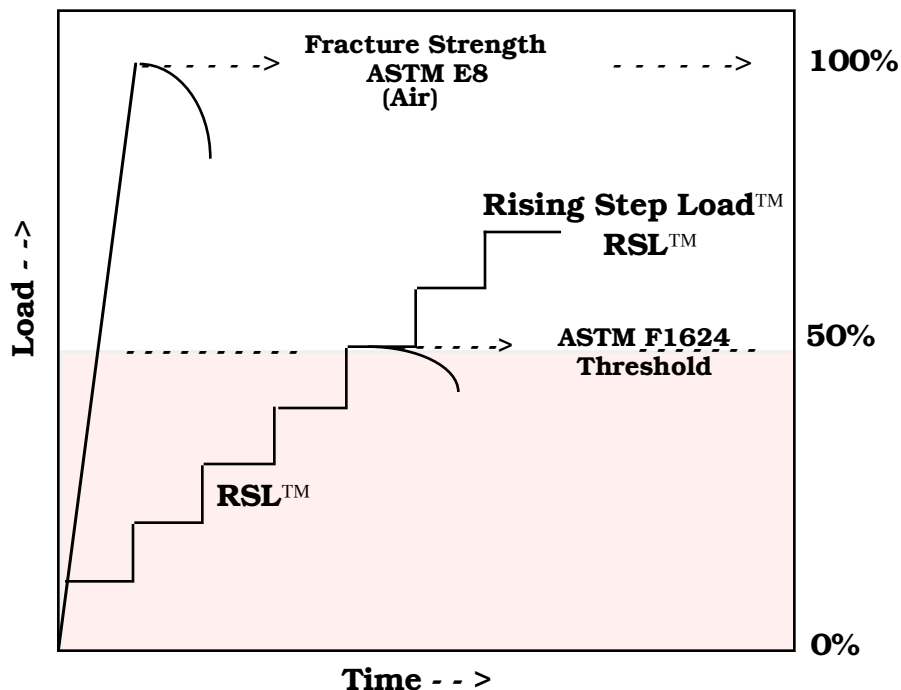 Fracture Strength
ASTM E8
(Air)
- - - - - ->
- - - - - ->
100%
Rising Step Load™
RSL™
Load - ->
ASTM F1624
Threshold
50%
RSL™
0%
Time - - >